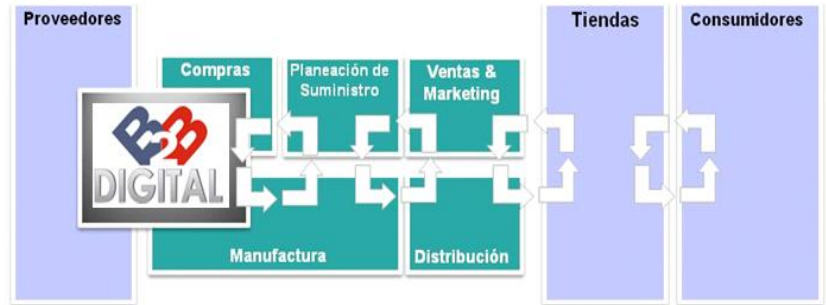 Proveedores
Compras
Planeación de
Suministro
Ventas &
Marketing
Tiendas
Consumidores
B2B
DIGITAL
Manufactura
Distribución